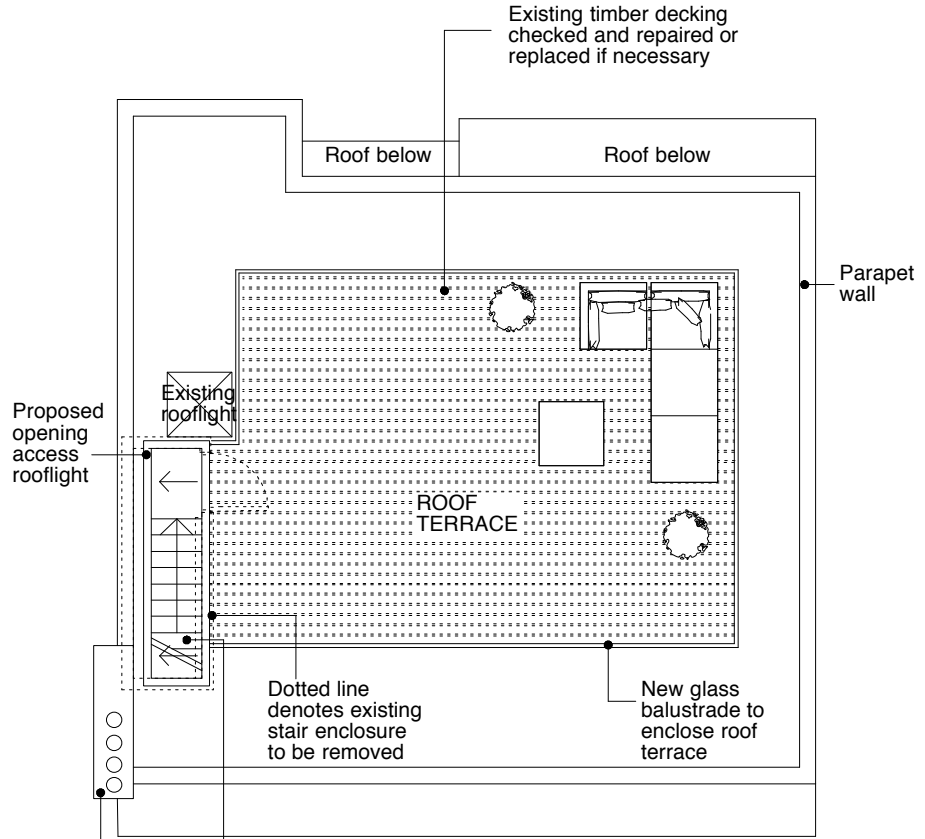 Existing timber decking
checked and repaired or
replaced if necessary
Roof below
Roof below
Parapet
wall
Existing
rooflight
Proposed
opening
access
rooflight
ROOF
TERRACE
Dotted line
denotes existing
stair enclosure
to be removed
New glass
balustrade to
enclose roof
terrace